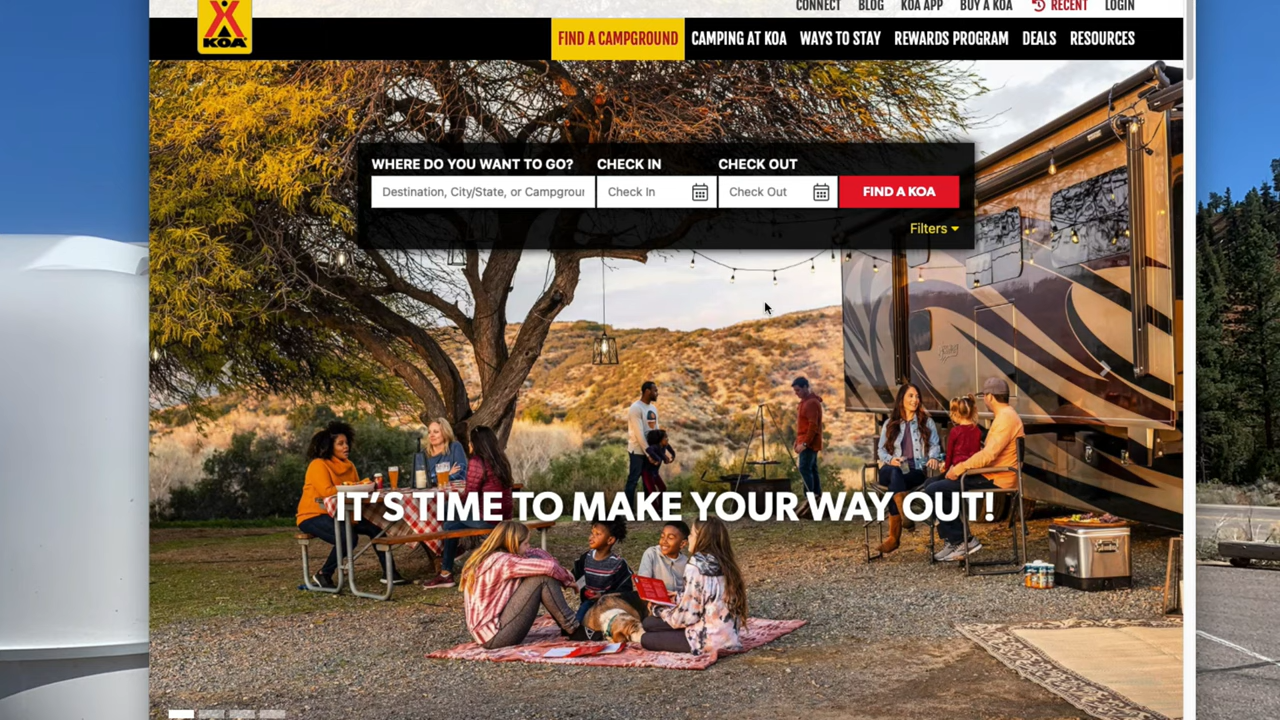 CONNECT BLOG KOA APP BUY A KOA RECENT LOGIN
KOA
FIND A CAMPGROUND CAMPING AT KOA WAYS TO STAY REWARDS PROGRAM DEALS RESOURCES
WHERE DO YOU WANT TO GO? CHECK IN CHECK OUT
Destination, City/State, or Campgrour Check In Check Out FIND A KOA
Filters
IT'S TIME TO MAKE YOUR WAY OUT!